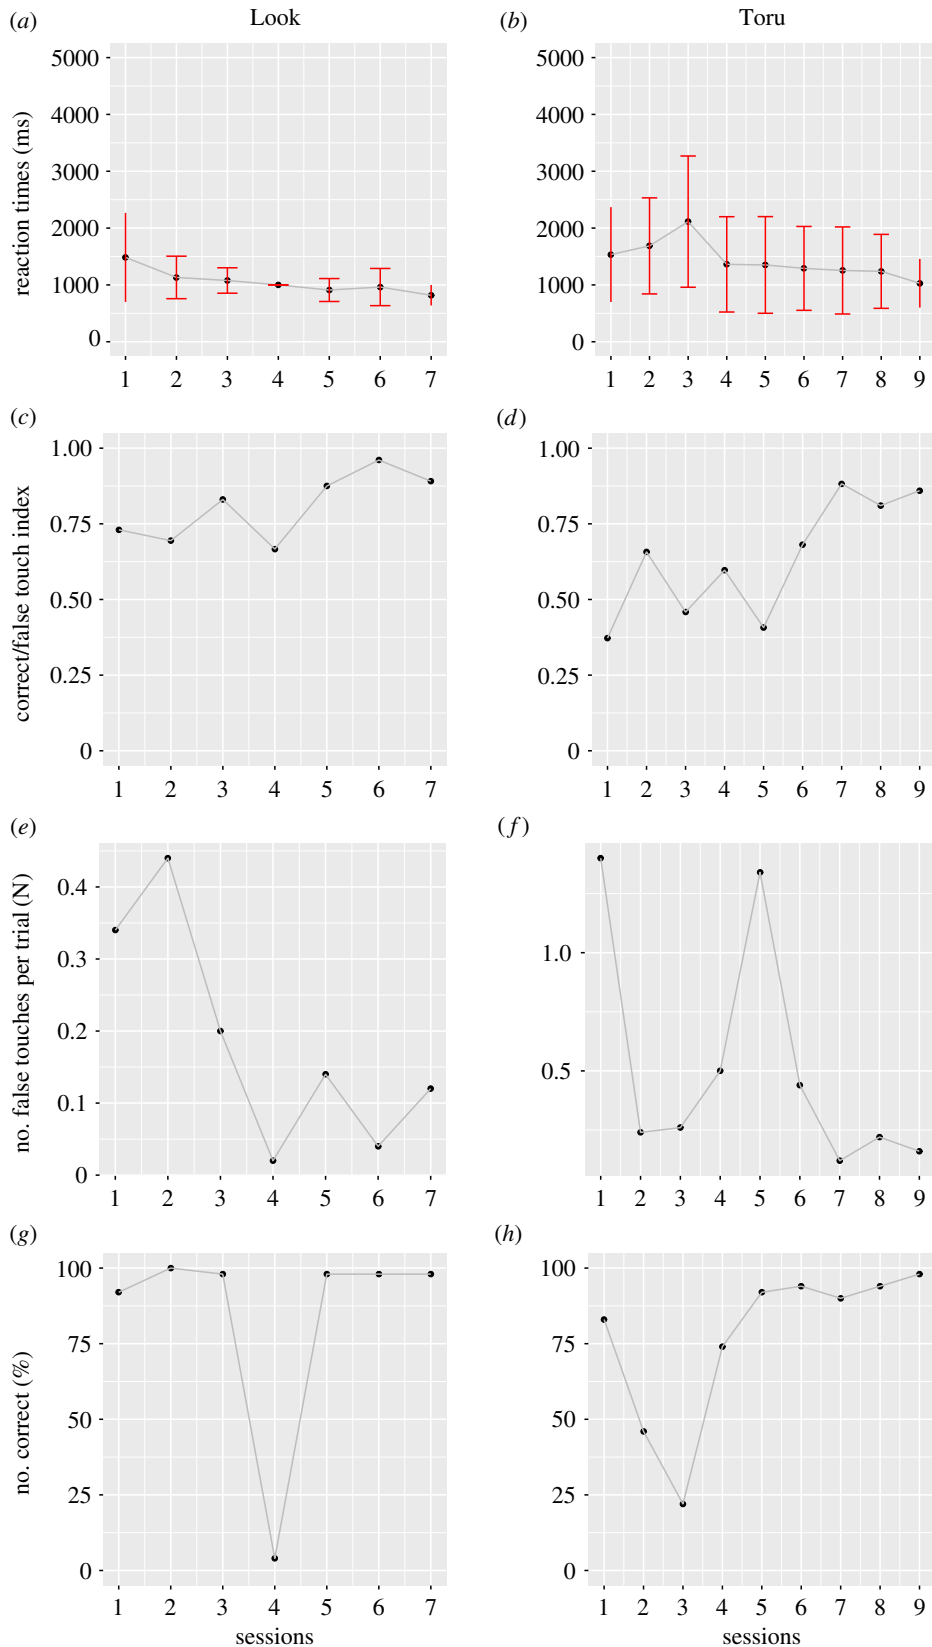 (a) Look (b) Toru
5000 5000
4000 4000
3000 3000
2000 2000
1000 1000
0 0
reaction times (ms)
1 2 3 4 5 6 7 1 2 3 4 5 6 7 8 9
(c) (d)
1.00 1.00
0.75 0.75
0.50 0.50
0.25 0.25
0 0
correct/false touch index
1 2 3 4 5 6 7 1 2 3 4 5 6 7 8 9
(e) (f)
0.4
0.3 1.0
0.2
0.1 0.5
0
no. false touches per trial (N)
1 2 3 4 5 6 7 1 2 3 4 5 6 7 8 9
(g) (h)
100 100
75 75
50 50
25 25
0 0
no. correct (%)
1 2 3 4 5 6 7 1 2 3 4 5 6 7 8 9
sessions sessions